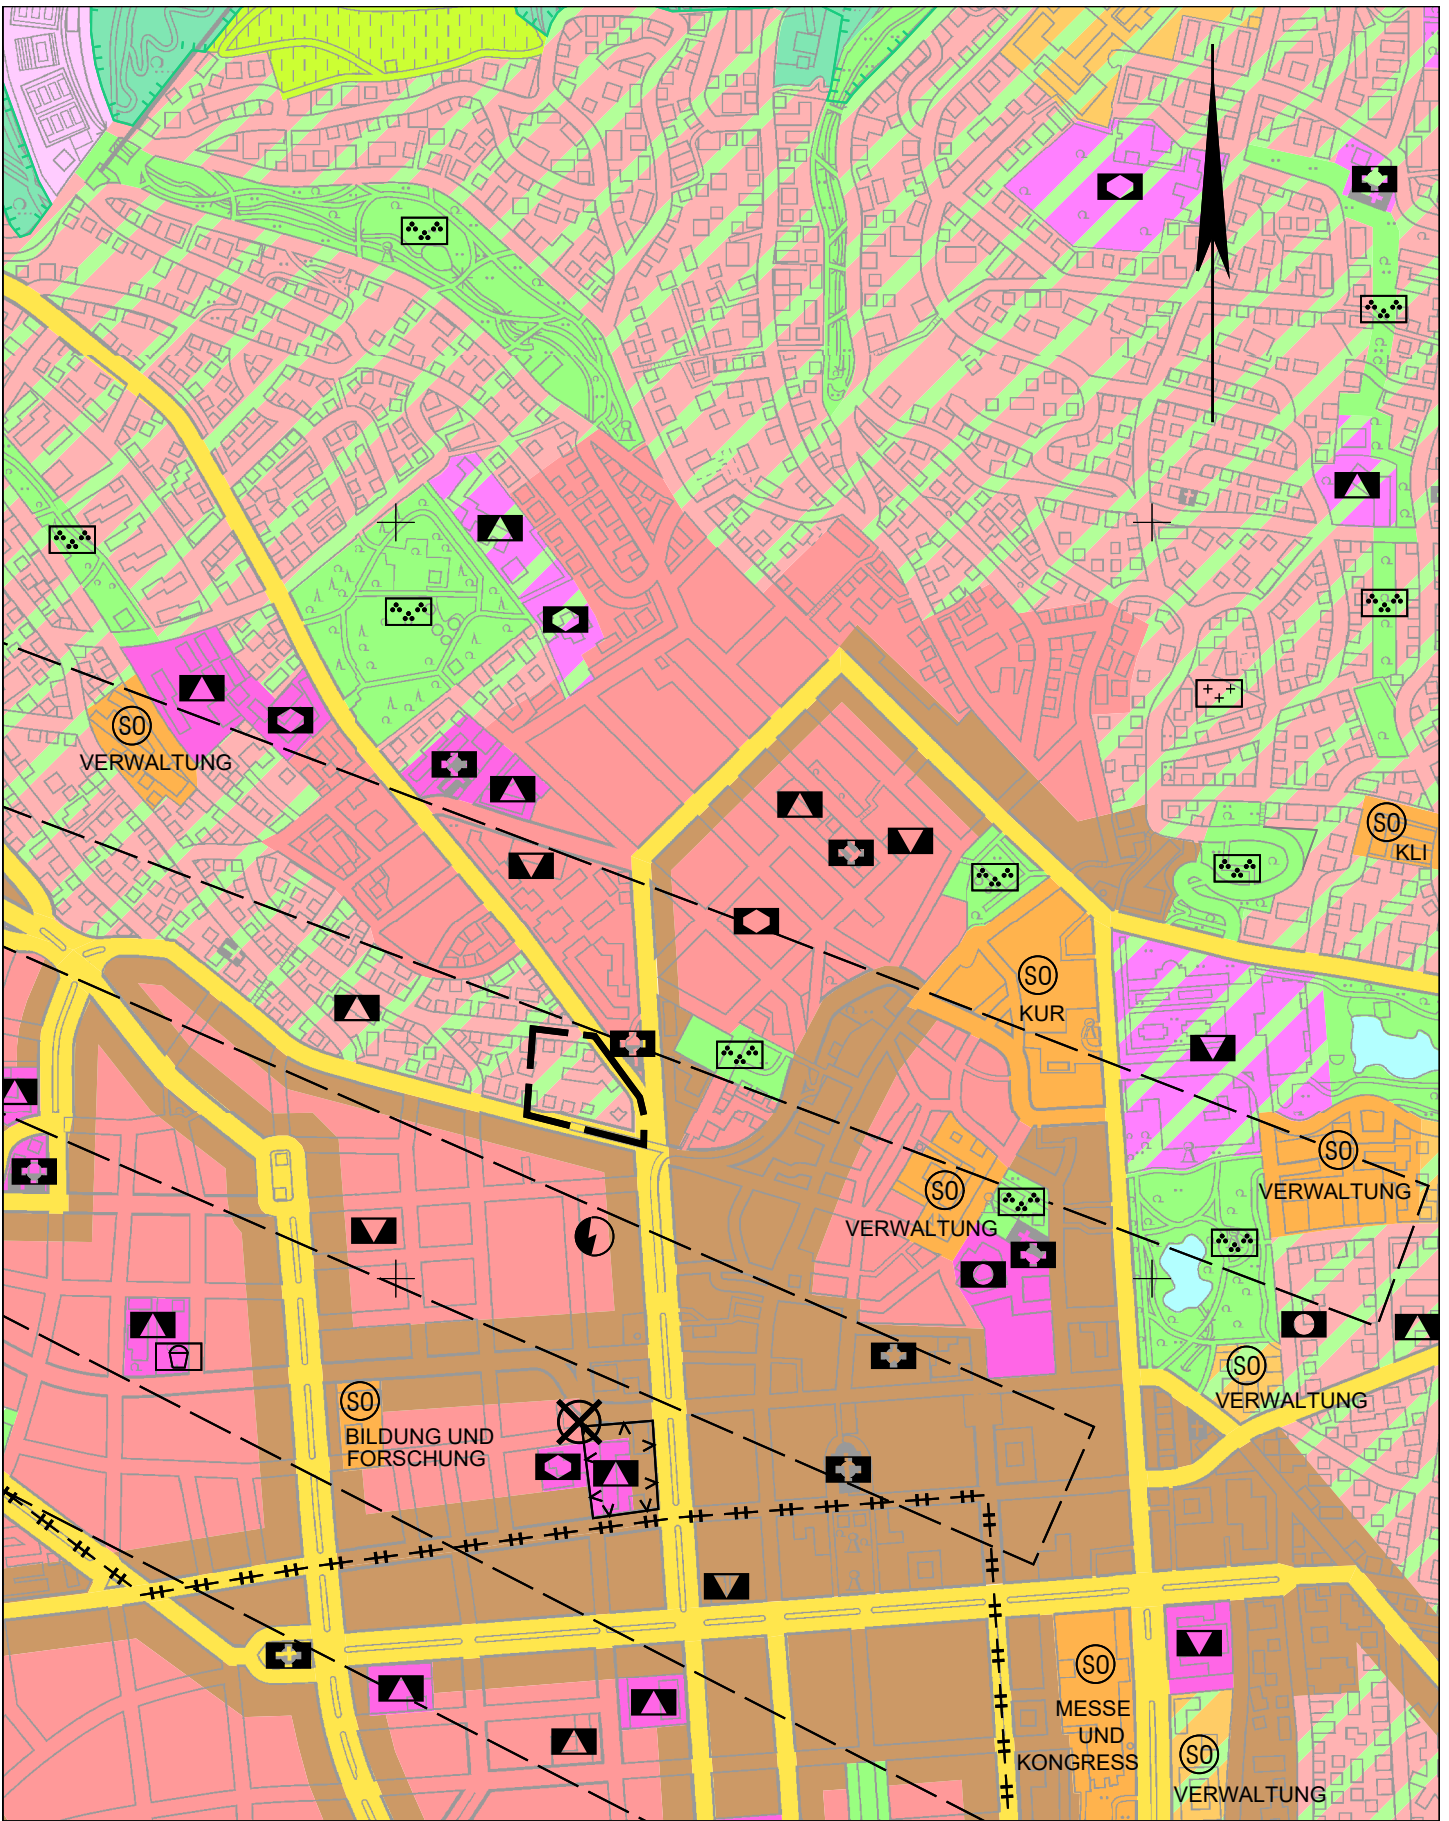 SO
VERWALTUNG
SO
KLI
SO
KUR
SO
VERWALTUNG
SO
VERWALTUNG
SO
VERWALTUNG
SO
BILDUNG UND
FORSCHUNG
SO
MESSE
UND
KONGRESS
SO
VERWALTUNG